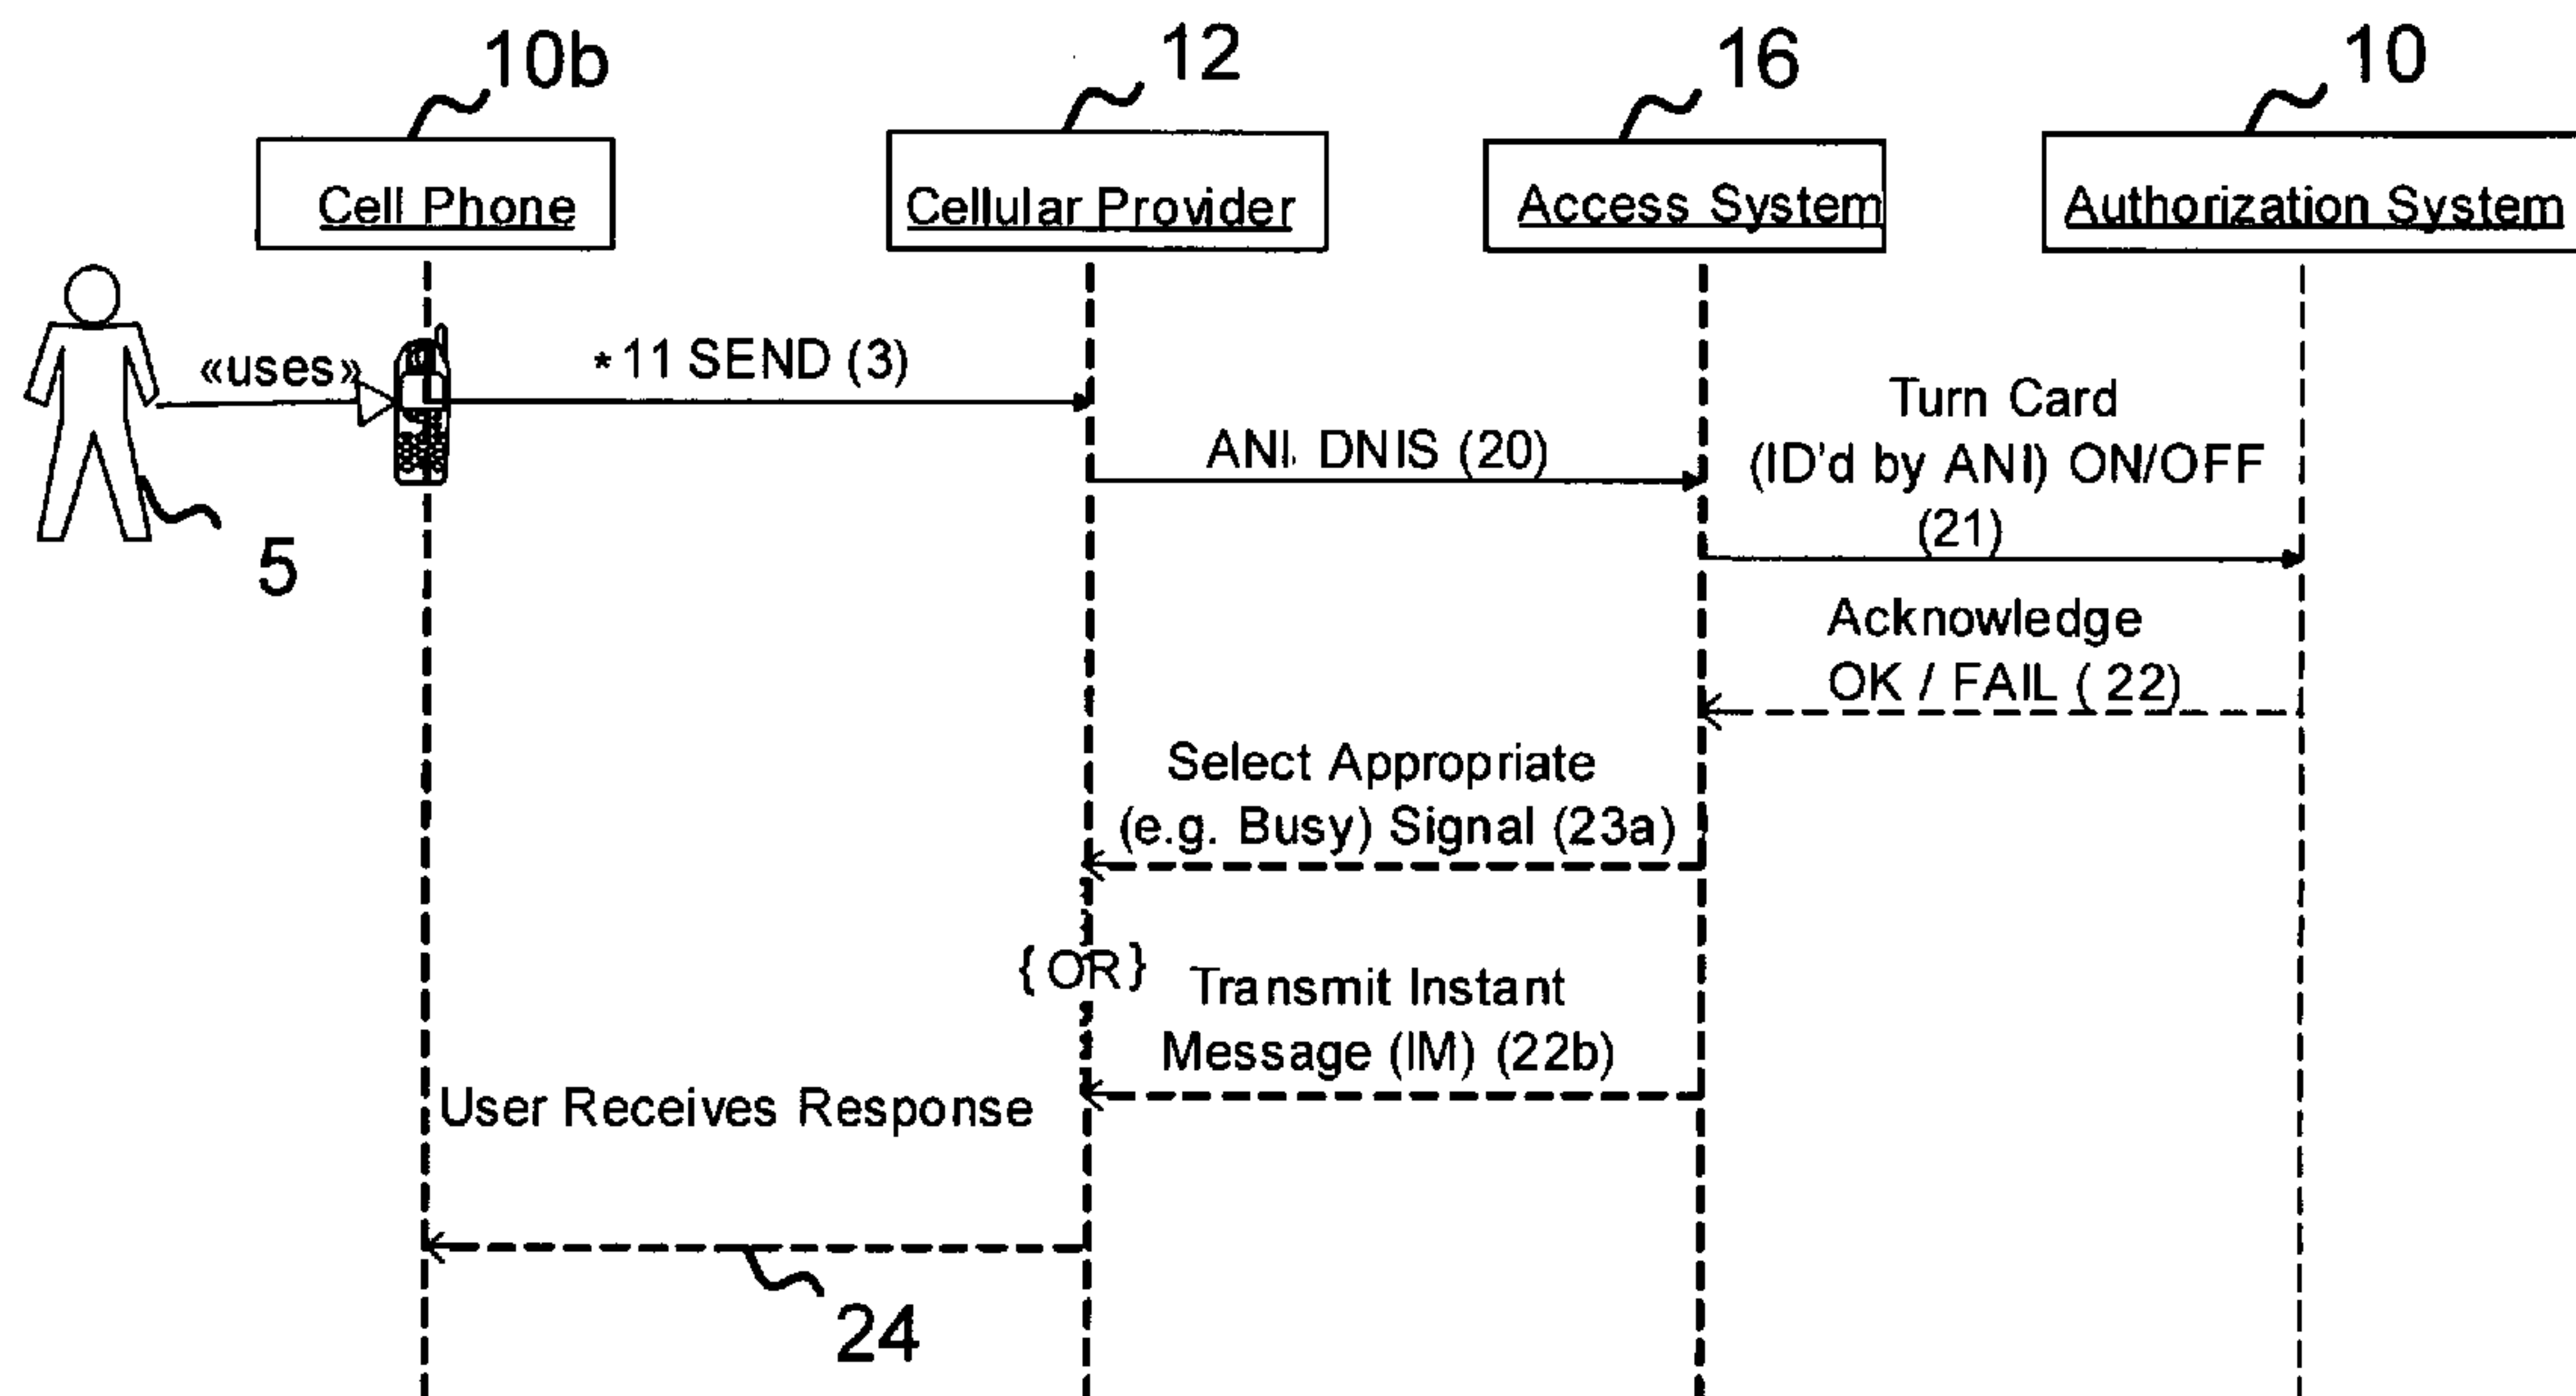 10b
12
16
10
Cell Phone
Cellular Provider
Access System
Authorization System
«uses»
*11 SEND (3)
5
ANI, DNIS (20)
Turn Card
(ID'd by ANI) ON/OFF
(21)
Acknowledge
OK / FAIL ( 22)
Select Appropriate
(e.g. Busy) Signal (23a)
{OR}
Transmit Instant
Message (IM) (22b)
User Receives Response
24